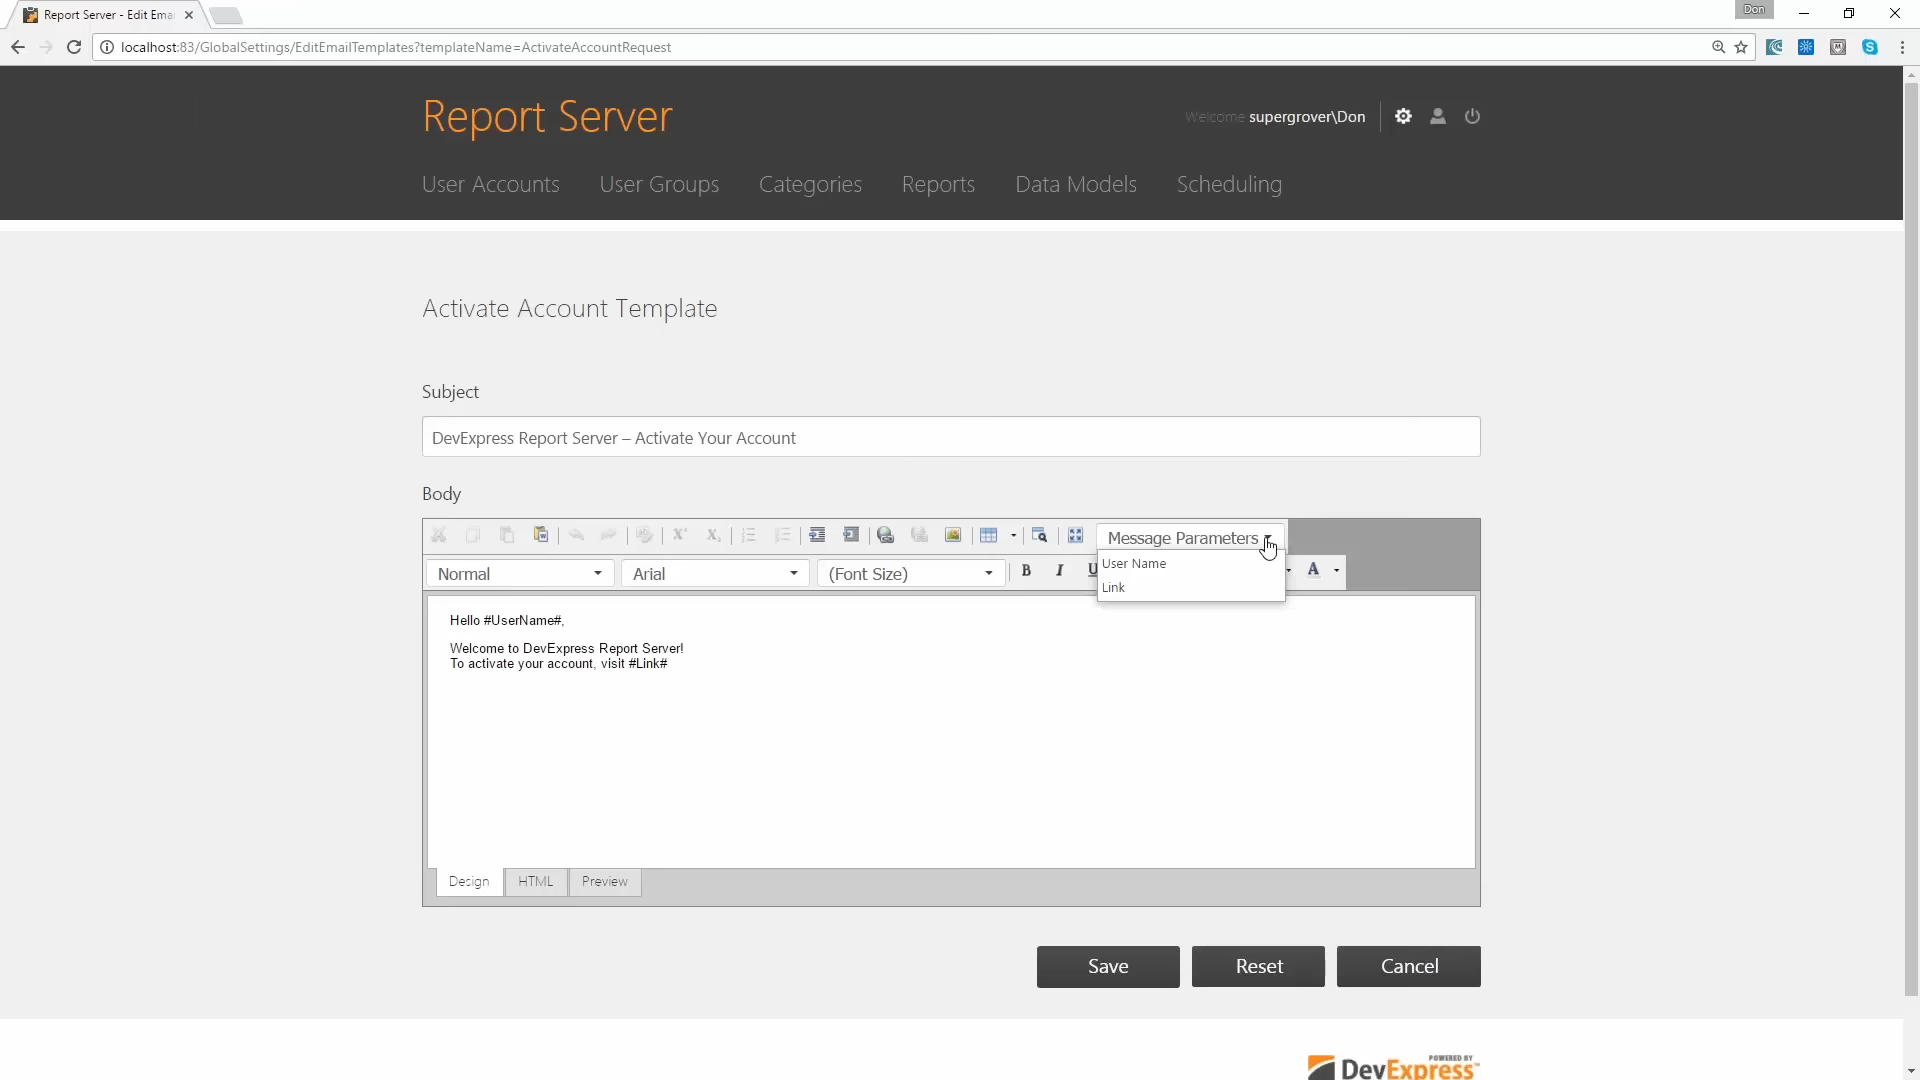 Report Server - Edit Ema
Don
localhost:83/GlobalSettings/EditEmailTemplates?templateName=ActivateAccountRequest
Report Server
Welcome supergrover\Don
User Accounts User Groups Categories Reports Data Models Scheduling
Activate Account Template
Subject
DevExpress Report Server – Activate Your Account
Body
Message Parameters
Normal Arial (Font Size) B I U A
User Name
Link
Hello #UserName#,
Welcome to DevExpress Report Server!
To activate your account, visit #Link#
Design HTML Preview
Save Reset Cancel
POWERED BY
DevExpress